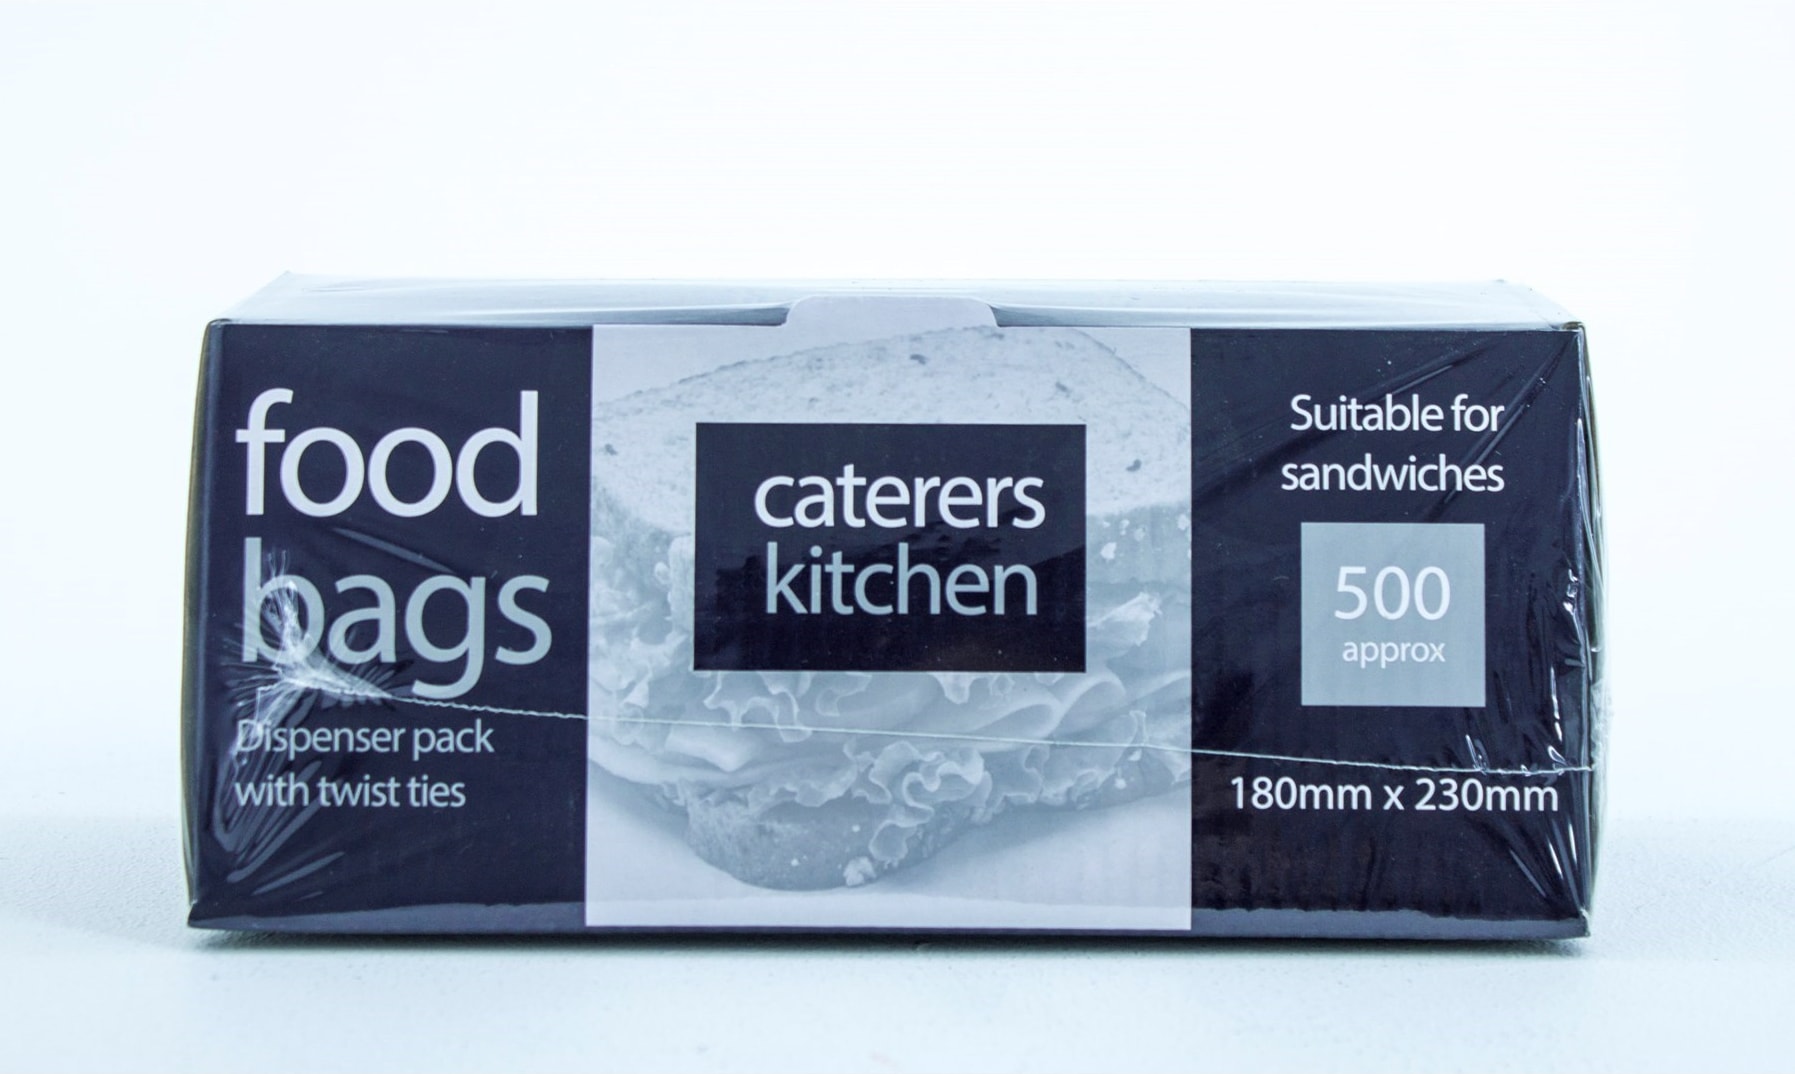 food
bags
Dispenser pack
with twist ties
caterers
kitchen
Suitable for
sandwiches
500
approx
180mm x 230mm